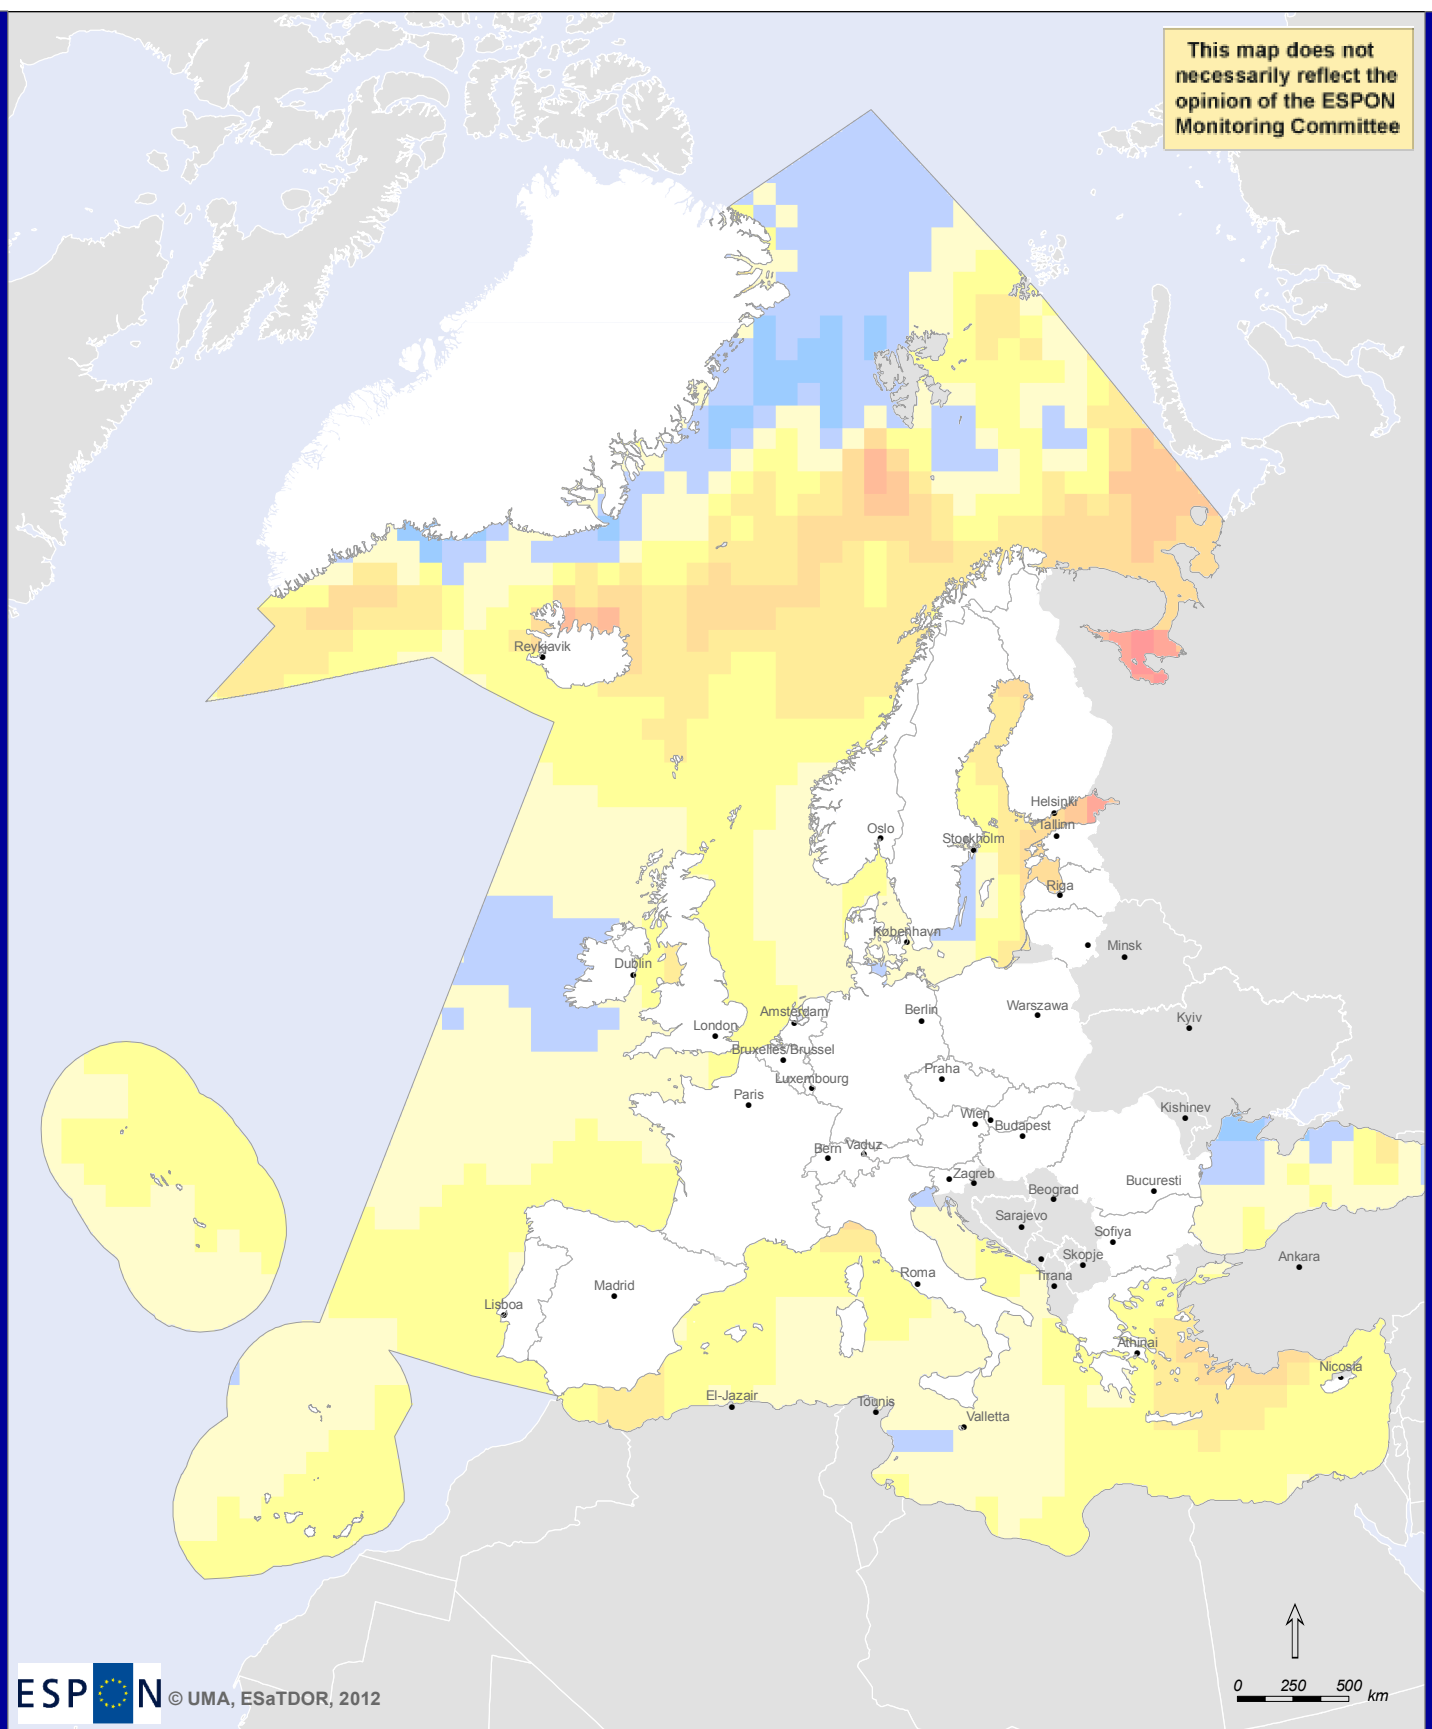 This map does not
necessarily reflect the
opinion of the ESPON
Monitoring Committee
Reykjavik
Helsinki
Tallinn
Oslo
Stockholm
Riga
København
Minsk
Dublin
Warszawa
Amsterdam
Berlin
Kyiv
London
Bruxelles/Brussel
Praha
Luxembourg
Paris
Kishinev
Wien
Budapest
Bern
Vaduz
Zagreb
Bucuresti
Beograd
Sarajevo
Sofiya
Skopje
Ankara
Roma
Tirana
Madrid
Lisboa
Athinai
Nicosia
El-Jazair
Tounis
Valletta
0 250 500
km
ESPON © UMA, ESaTDOR, 2012